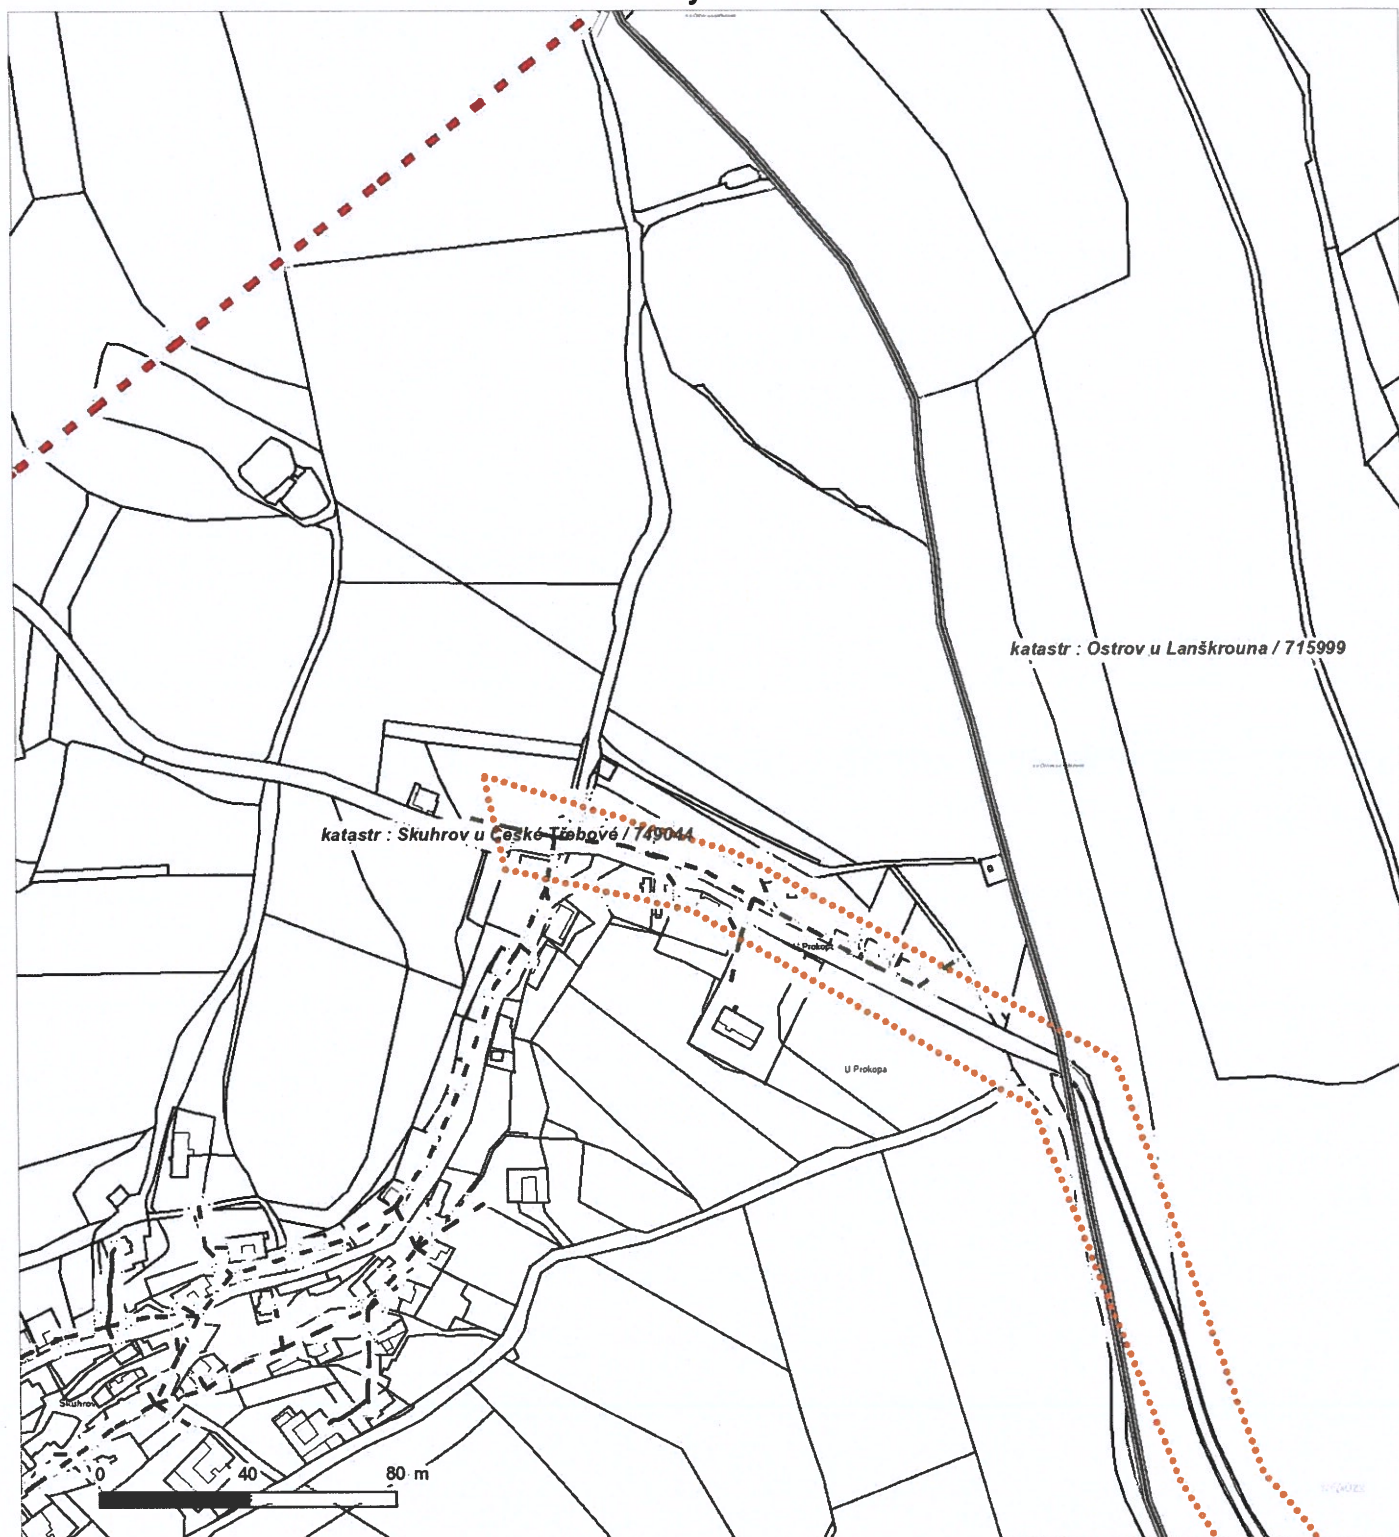 katastr : Ostrov u Lanškrouna / 715999
katastr : Skuhrov u České Třebové / 749044
U Prokopa
U Prokopa
Skuhrov
0 40 80 m